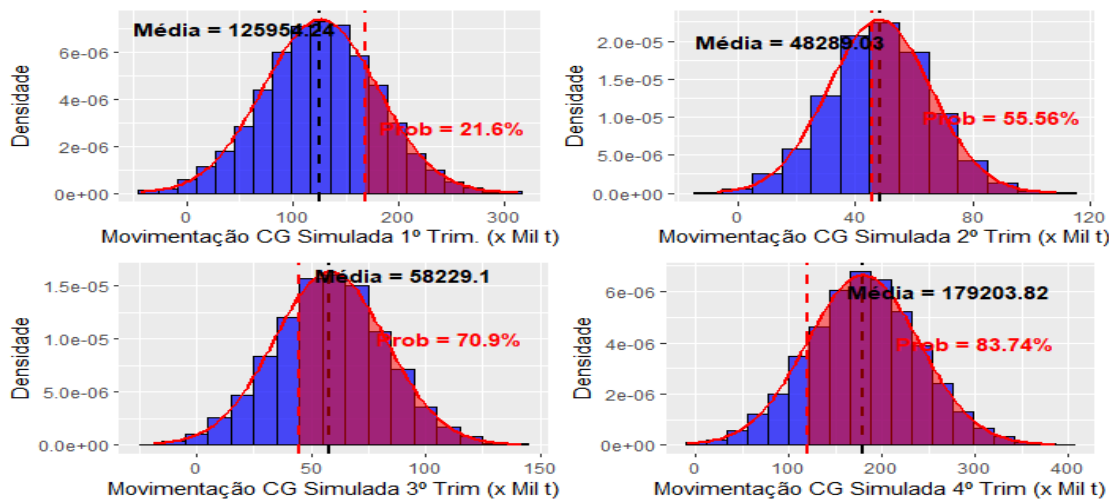 Média = 125954.24
6e-06
4e-06
2e-06
0e+00
Densidade
Prob = 21.6%
0
100
200
300
Movimentação CG Simulada 1º Trim. (x Mil t)
Média = 48289.03
2.0e-05
1.5e-05
1.0e-05
5.0e-06
0.0e+00
Densidade
Prob = 55.56%
0
40
80
120
Movimentação CG Simulada 2º Trim (x Mil t)
Média = 58229.1
1.5e-05
1.0e-05
5.0e-06
0.0e+00
Densidade
Prob = 70.9%
0
50
100
150
Movimentação CG Simulada 3º Trim (x Mil t)
Média = 179203.82
6e-06
4e-06
2e-06
0e+00
Densidade
Prob = 83.74%
0
100
200
300
400
Movimentação CG Simulada 4º Trim (x Mil t)